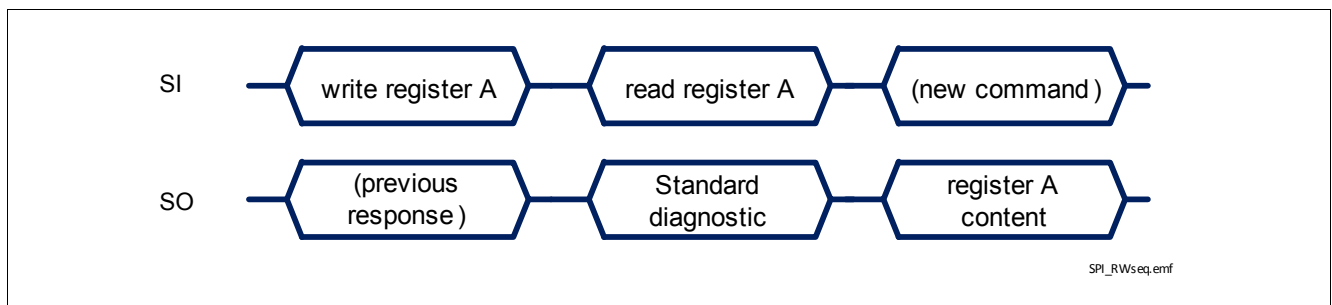 SI
write register A
read register A
(new command)
SO
(previous
response)
Standard
diagnostic
register A
content
SPI_RWseq.emf